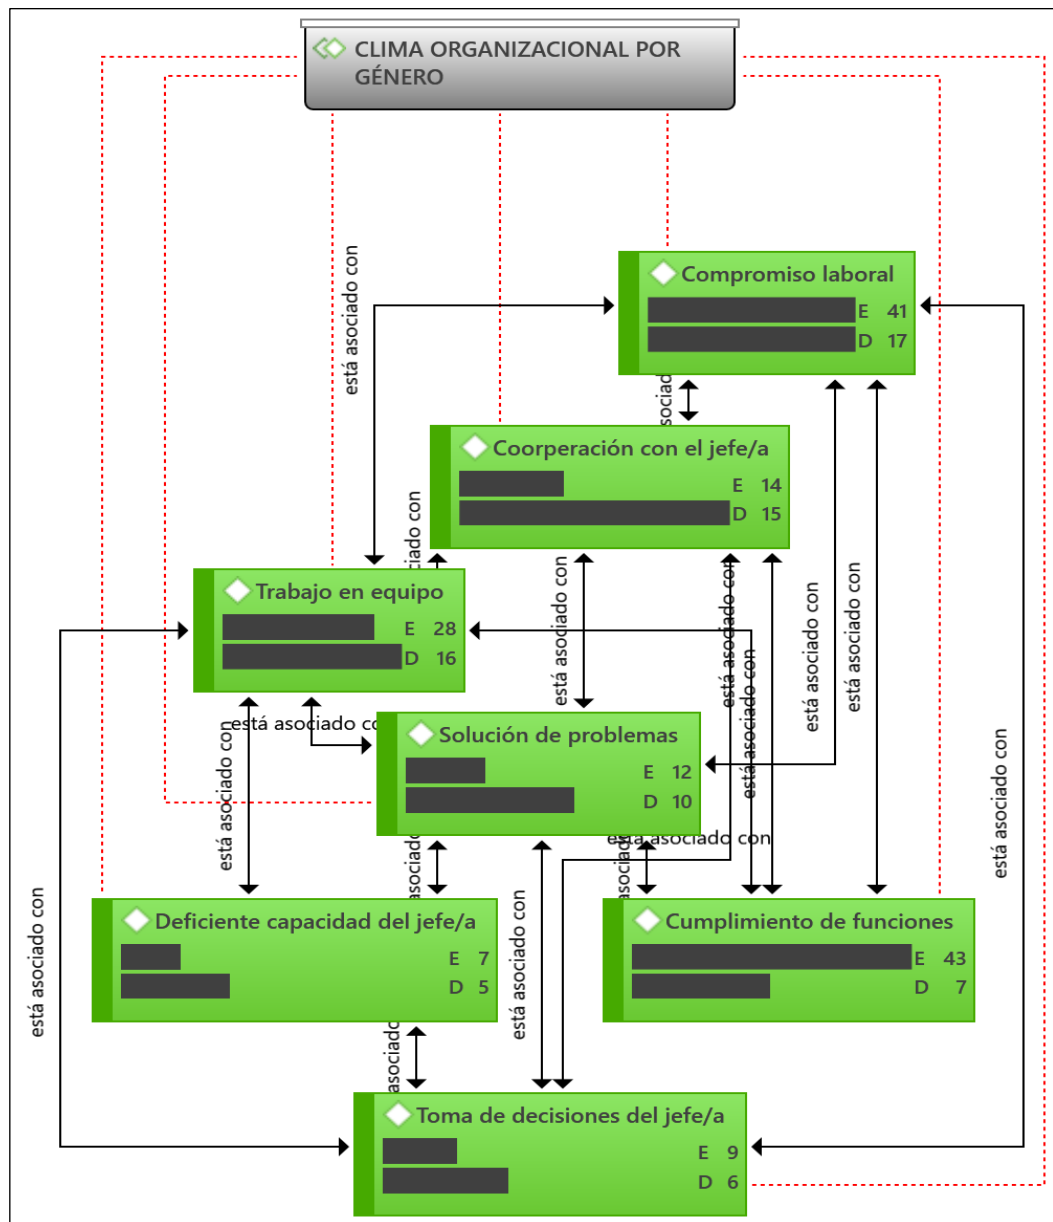 CLIMA ORGANIZACIONAL POR
GÉNERO
Compromiso laboral
E 41
D 17
está asociado con
Coorperación con el jefe/a
E 14
D 15
Trabajo en equipo
E 28
D 16
está asociado con
está asociado con
está asociado con
está asociado con
está asociado con
Solución de problemas
E 12
D 10
está asociado co
está asociado con
está asociado con
está asociado con
Deficiente capacidad del jefe/a
E 7
D 5
Cumplimiento de funciones
E 43
D 7
está asociado con
está asociado con
asociado
Toma de decisiones del jefe/a
E 9
D 6